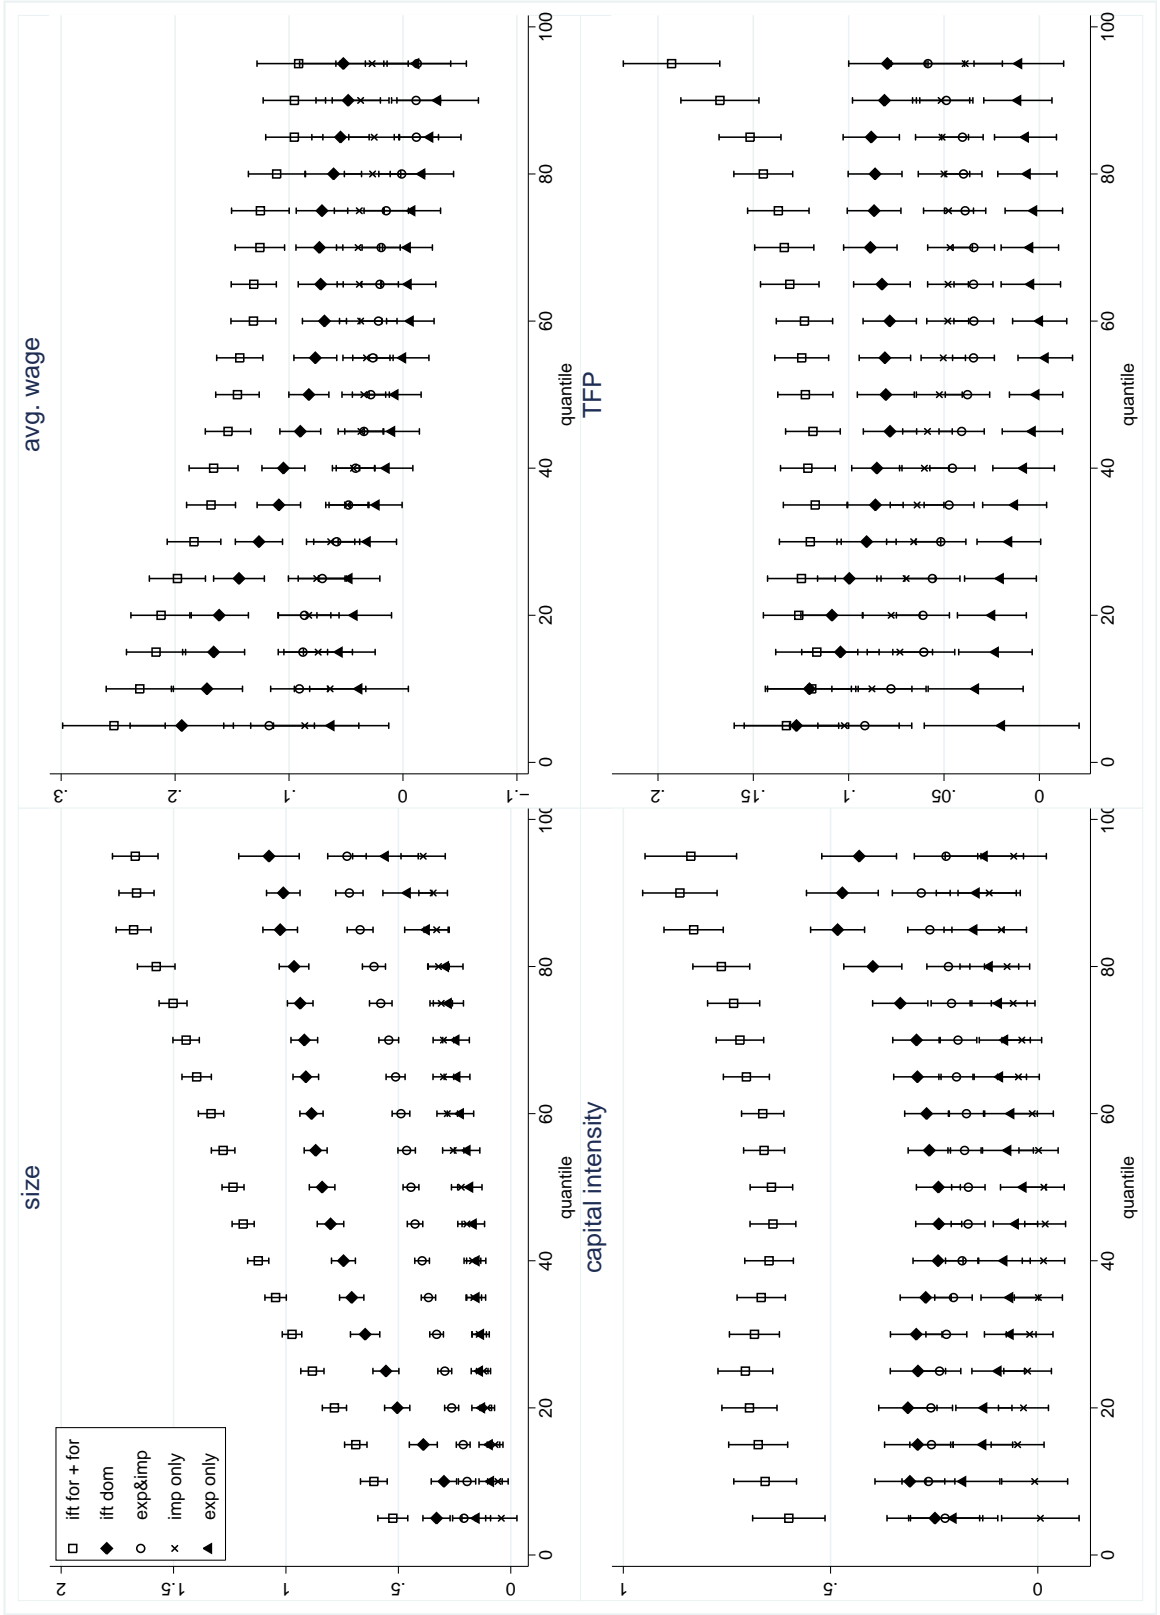 size
2
1.5
1
.5
0
ift for + for
ift dom
exp&imp
imp only
exp only
0 20 40 60 80 100
quantile
avg. wage
.3
.2
.1
0
-.1
0 20 40 60 80 100
quantile
capital intensity
1
.5
0
0 20 40 60 80 100
quantile
TFP
.2
.15
.1
.05
0
0 20 40 60 80 100
quantile